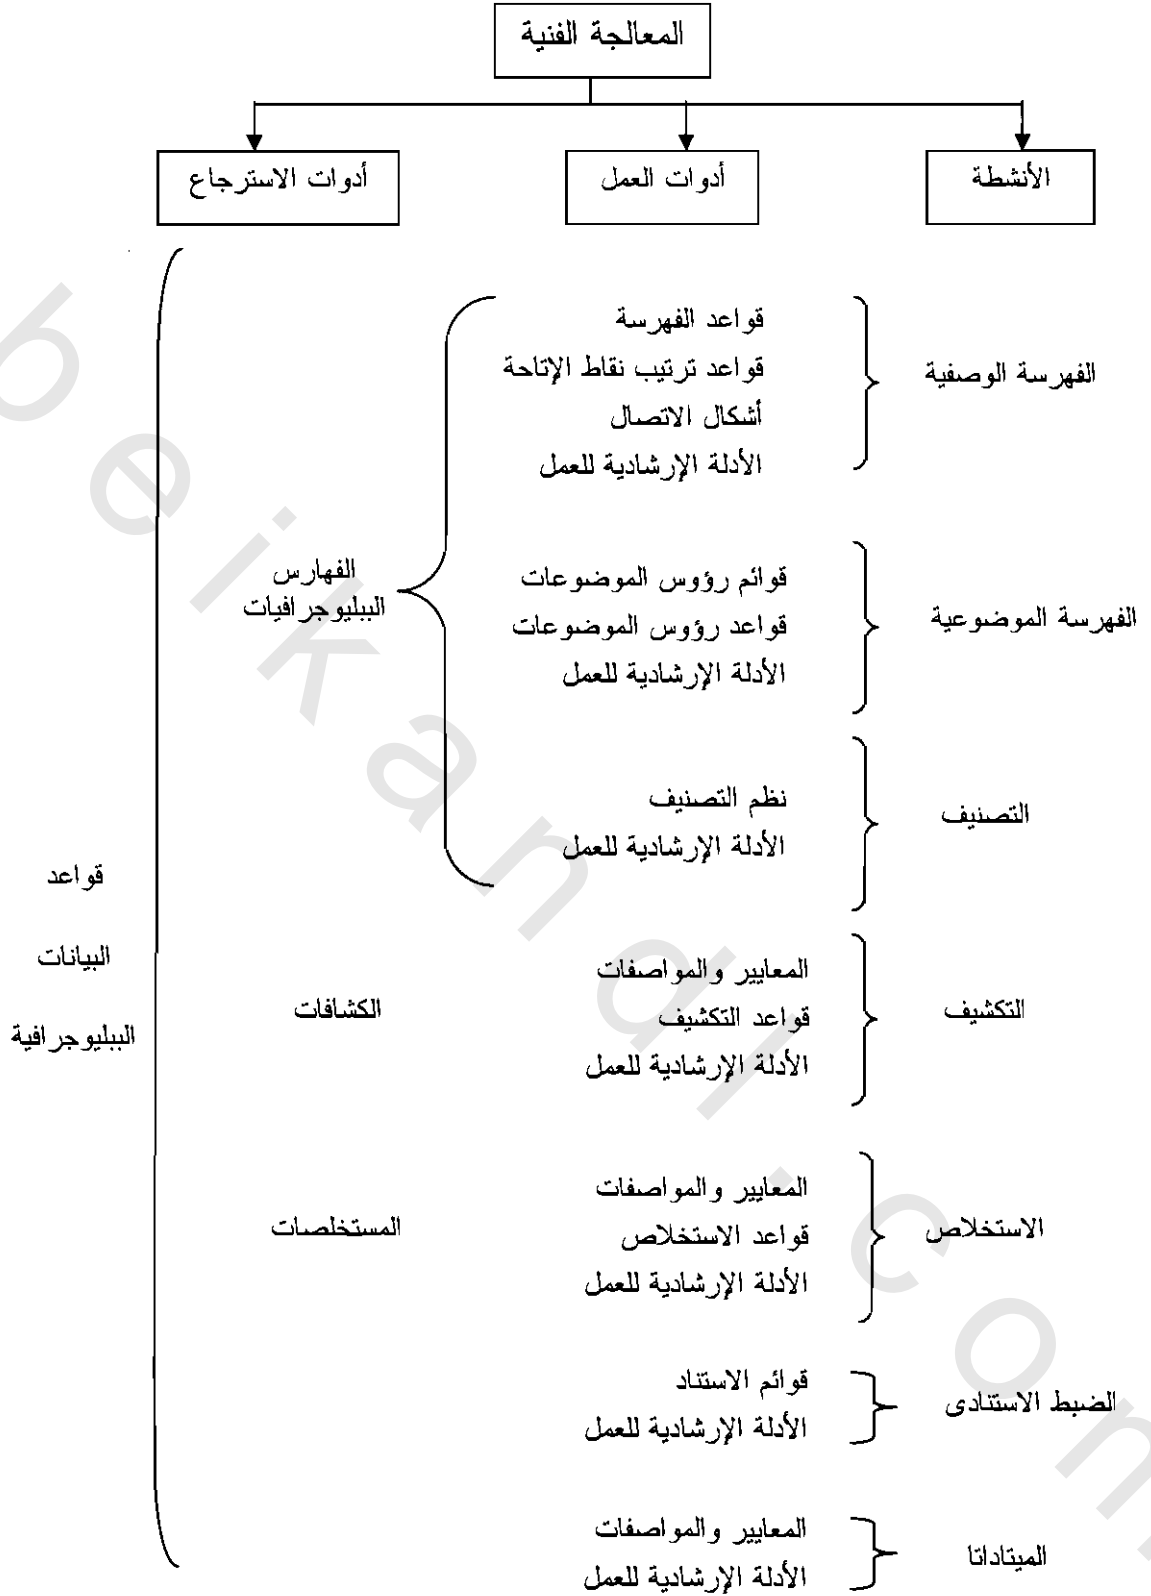 المعالجة الفنية
الأنشطة
أدوات العمل
أدوات الاسترجاع
الفهرسة الوصفية
قواعد الفهرسة
قواعد ترتيب نقاط الإتاحة
أشكال الاتصال
الأدلة الإرشادية للعمل
الفهرسة الموضوعية
قوائم رؤوس الموضوعات
قواعد رؤوس الموضوعات
الأدلة الإرشادية للعمل
التصنيف
نظم التصنيف
الأدلة الإرشادية للعمل
الفهارس
الببليوجرافيات
التكشيف
المعايير والمواصفات
قواعد التكشيف
الأدلة الإرشادية للعمل
الكشافات
الاستخلاص
المعايير والمواصفات
قواعد الاستخلاص
الأدلة الإرشادية للعمل
المستخلصات
الضبط الاستنادى
قوائم الاستناد
الأدلة الإرشادية للعمل
الميتاداتا
المعايير والمواصفات
الأدلة الإرشادية للعمل
قواعد
البيانات
الببليوجرافية
beikandl.com